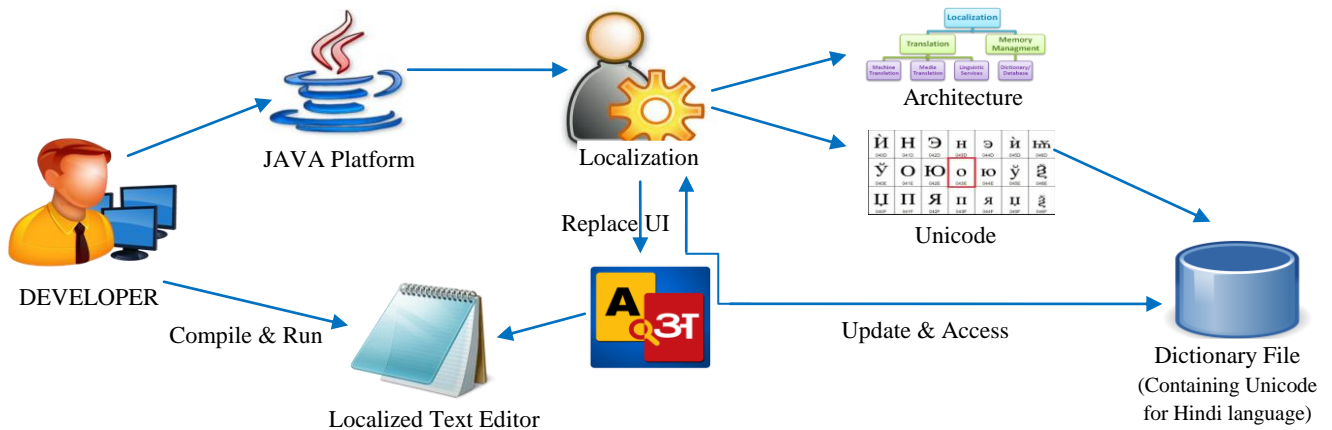 Localization
Translation
Memory
Managment
Machine
Translation
Media
Translation
Linguistic
Services
Dictionary/
Database
Architecture
JAVA Platform
Localization
Й Н Э н э й
Ў О Ю о ю ў
Џ П Я п я џ
Unicode
Replace UI
DEVELOPER
A अ
Compile & Run
Update & Access
Localized Text Editor
Dictionary File
(Containing Unicode
for Hindi language)